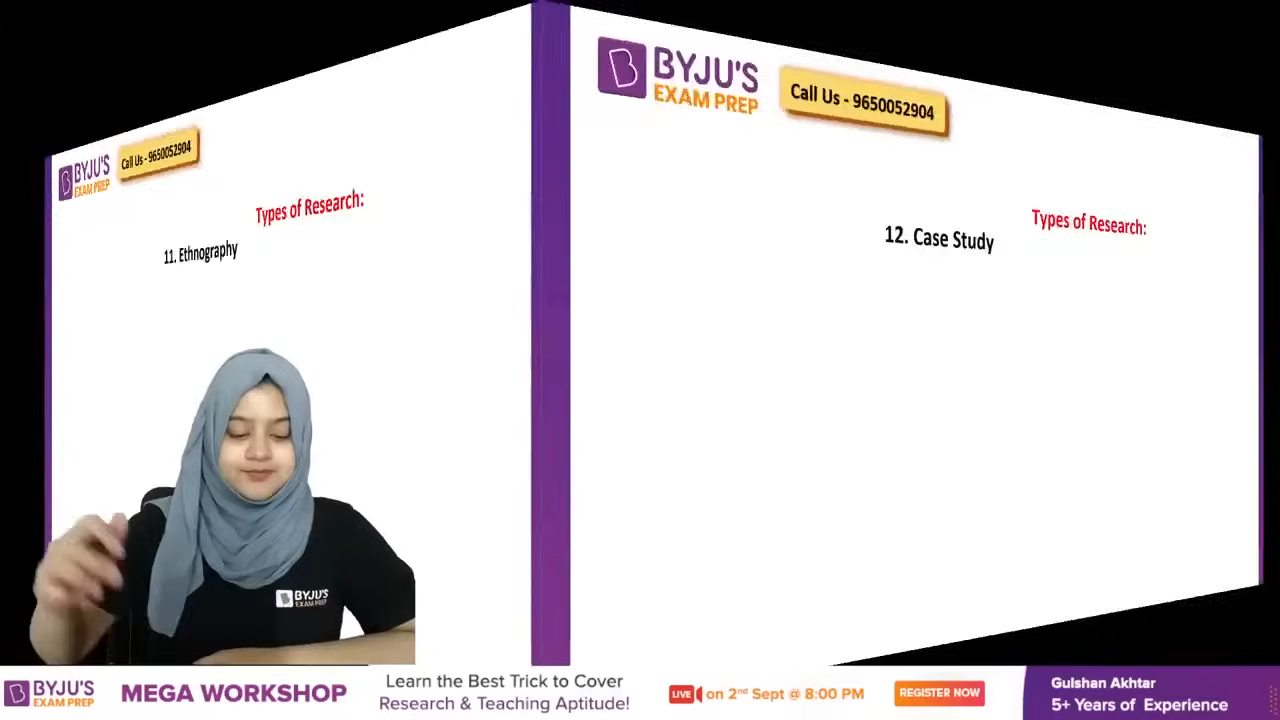 BYJU'S
EXAM PREP
Call Us - 9650052904
Types of Research:
11. Ethnography
BYJU'S
EXAM PREP
Call Us - 9650052904
Types of Research:
12. Case Study
BYJU'S
EXAM PREP
BYJU'S
EXAM PREP
MEGA WORKSHOP
Learn the Best Trick to Cover
Research & Teaching Aptitude!
LIVE on 2nd Sept @ 8:00 PM
REGISTER NOW
Gulshan Akhtar
5+ Years of Experience